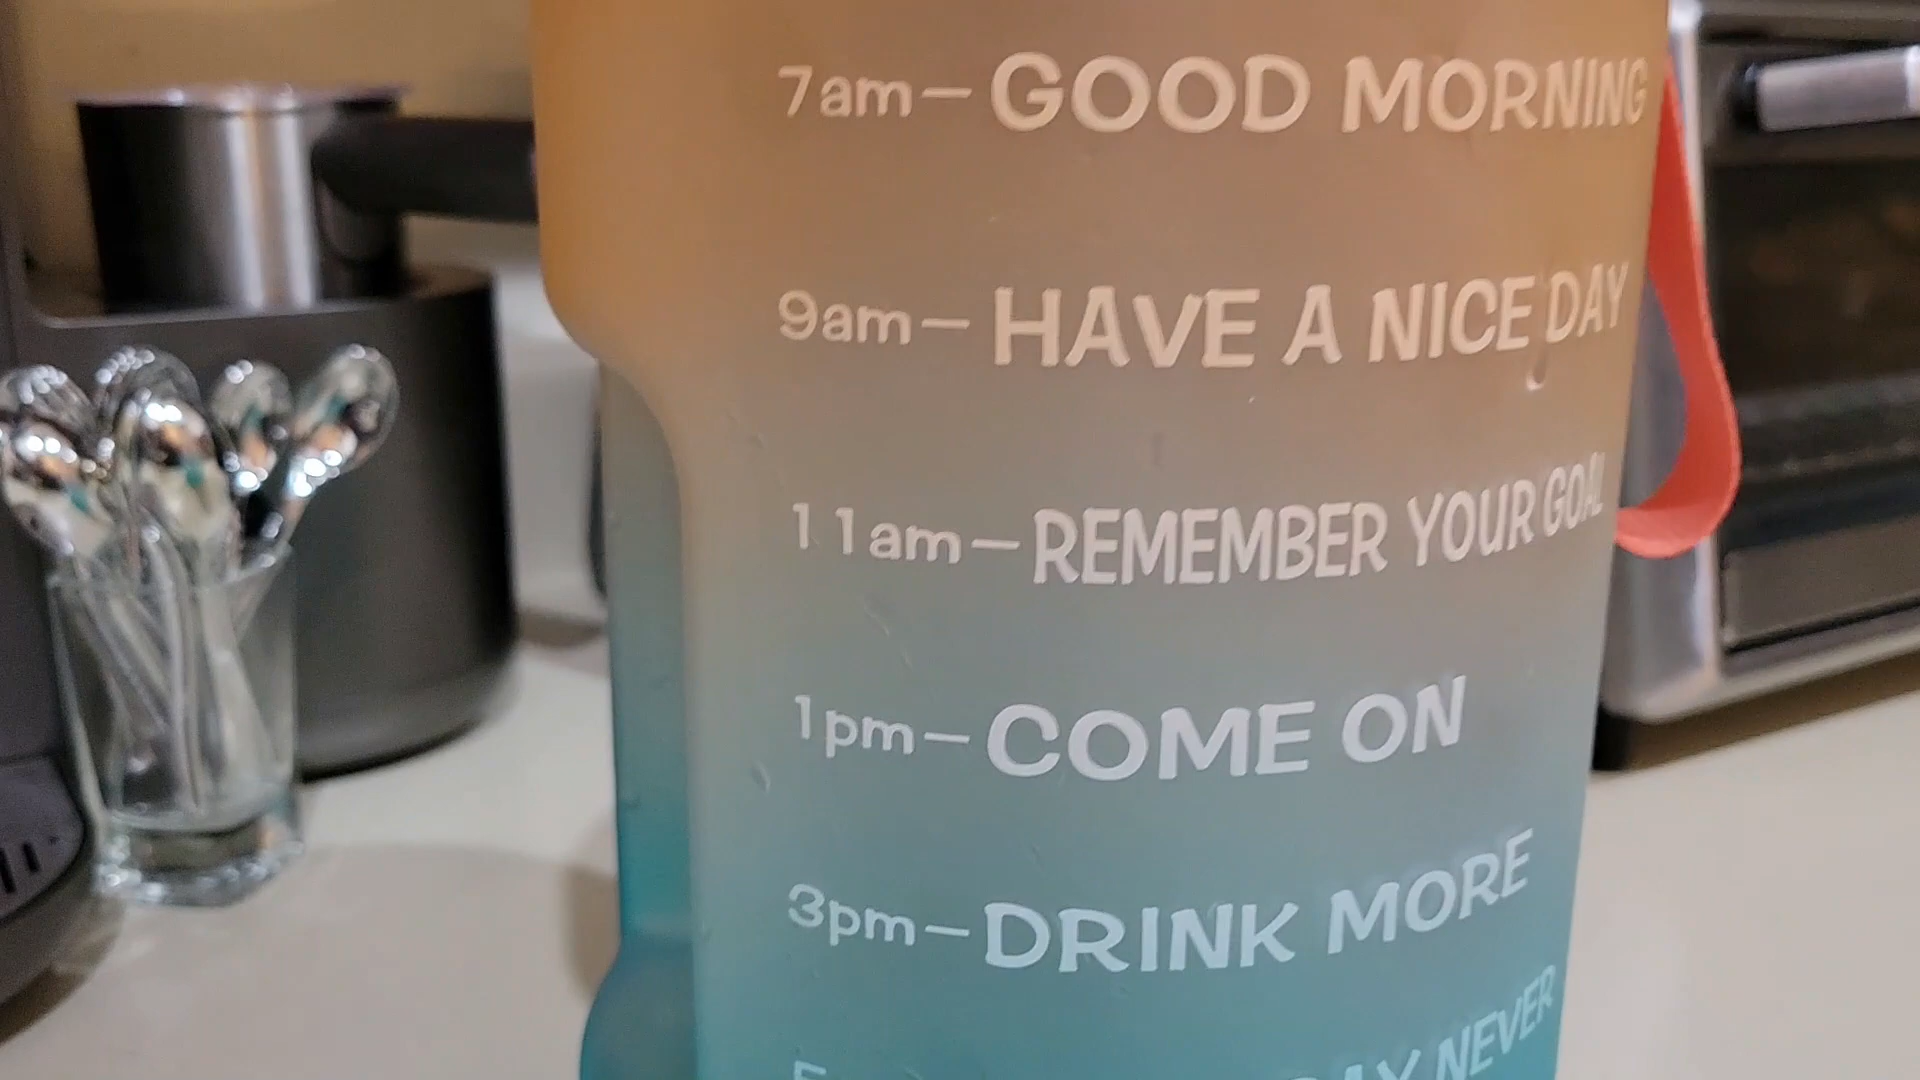 7am—GOOD MORNING
9am—HAVE A NICE DAY
11am—REMEMBER YOUR GOAL
1pm—COME ON
3pm—DRINK MORE
NEVER